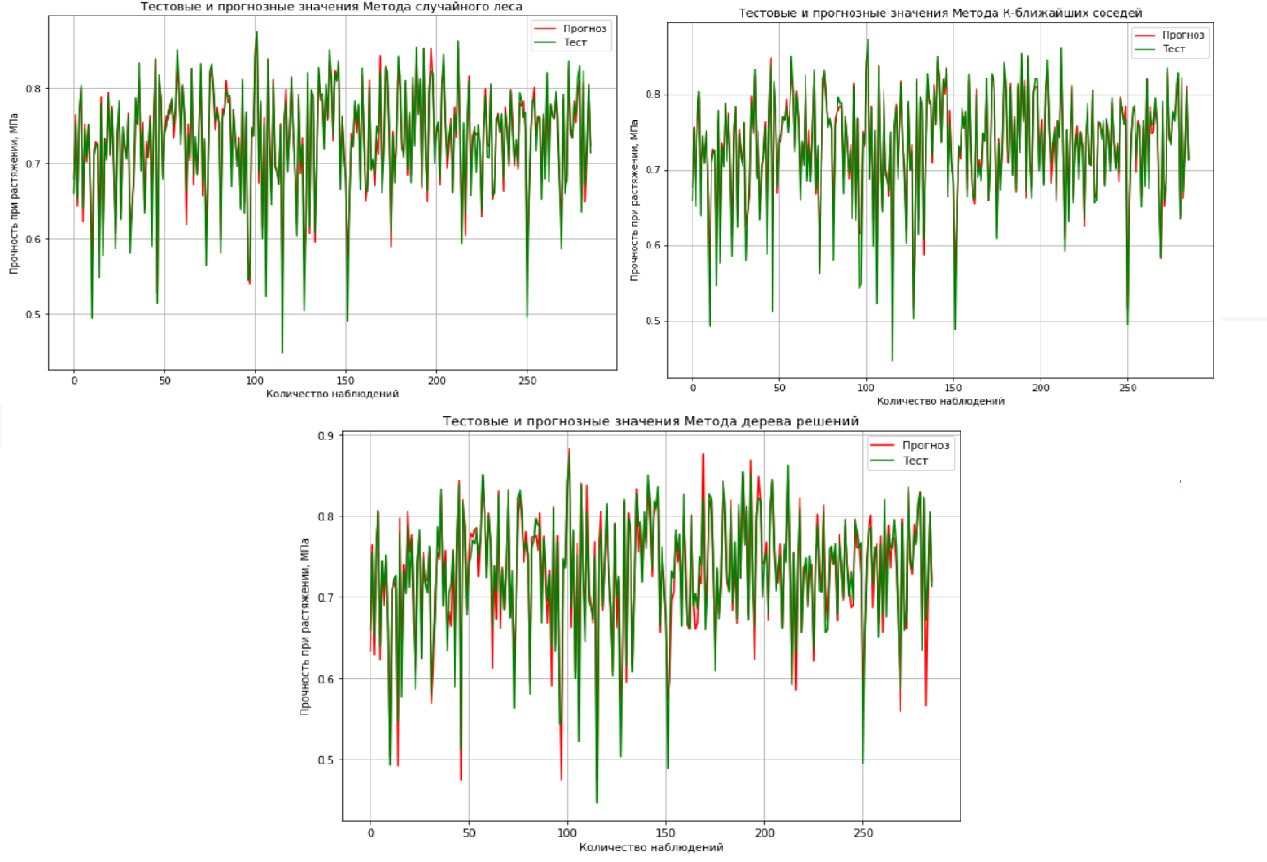 Тестовые и прогнозные значения Метода случайного леса
Прогноз
Тест
Прочность при растяжении, МПа
0.8
0.7
0.6
0.5
0
50
100
150
200
250
Количество наблюдений
Тестовые и прогнозные значения Метода К-ближайших соседей
Прогноз
Тест
Прочность при растяжении, МПа
0.8
0.7
0.6
0.5
0
50
100
150
200
250
Количество наблюдений
Тестовые и прогнозные значения Метода дерева решений
Прогноз
Тест
Прочность при растяжении, МПа
0.9
0.8
0.7
0.6
0.5
0
50
100
150
200
250
Количество наблюдений